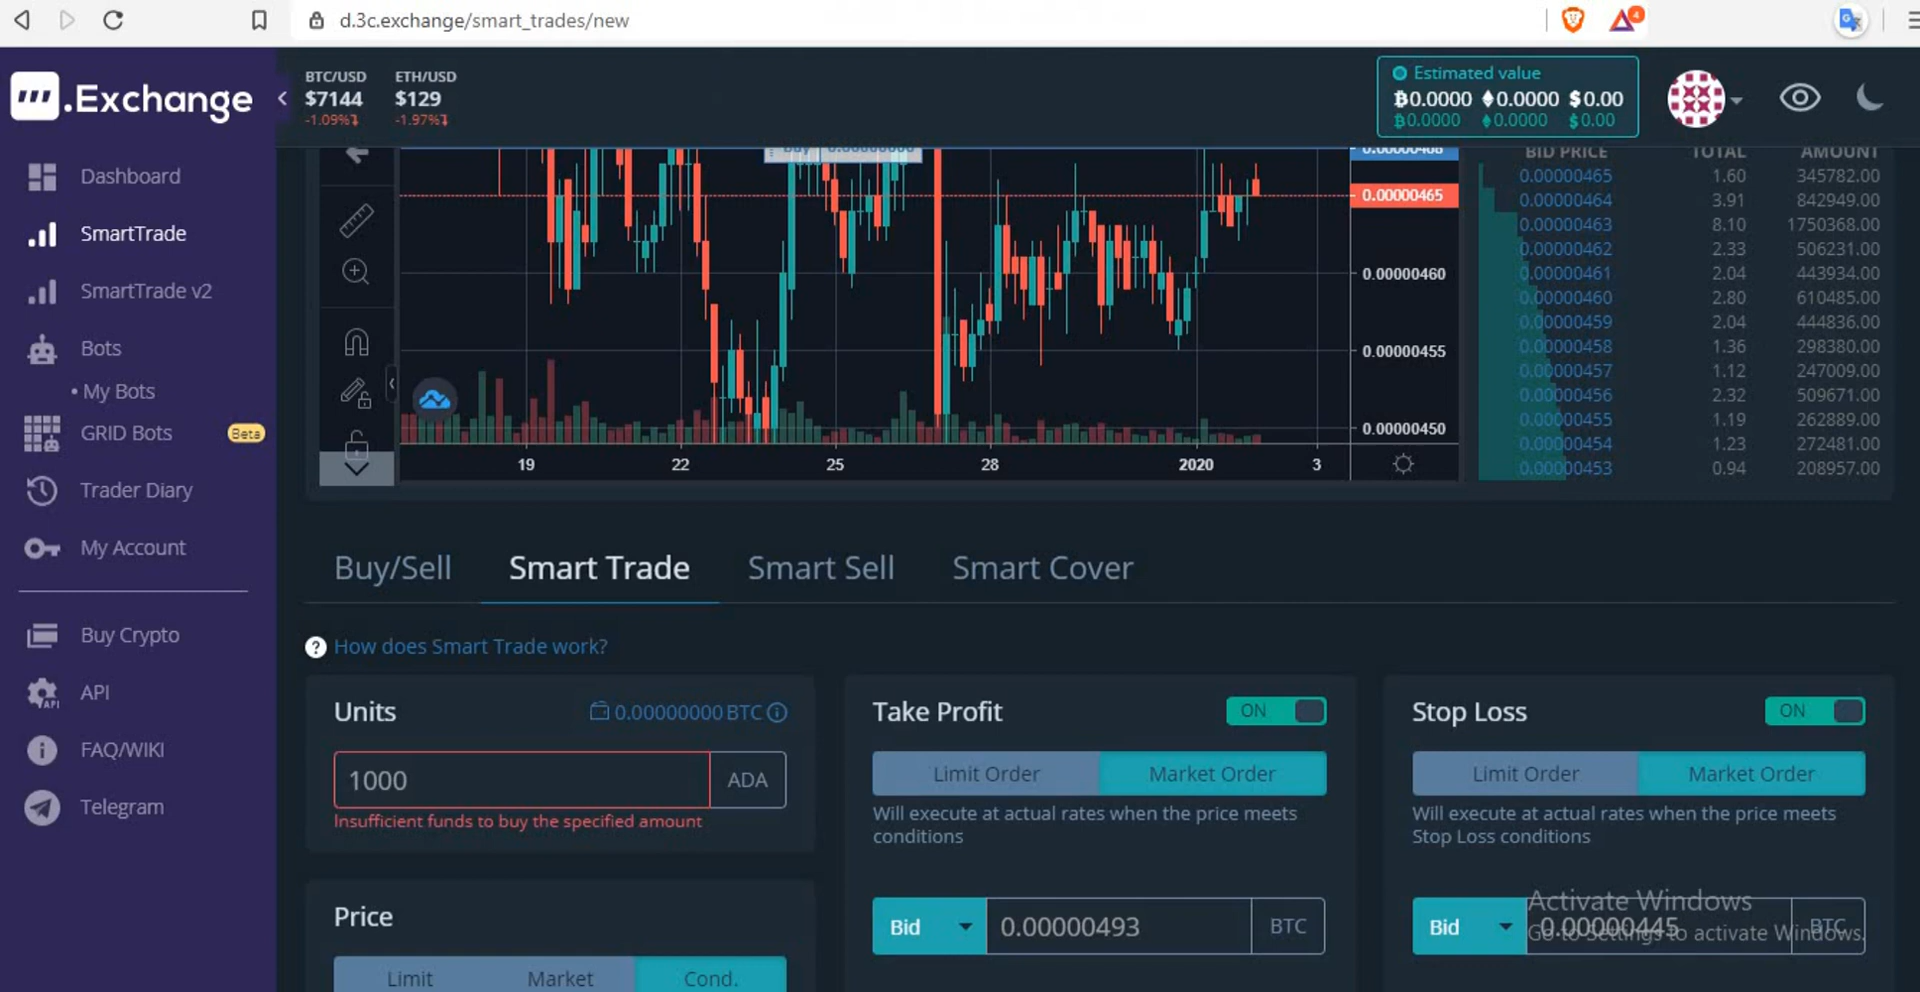 d.3c.exchange/smart_trades/new
4
.Exchange
BTC/USD
$7144
-1.09%
ETH/USD
$129
-1.97%
Estimated value
0.0000 0.0000 $0.00
0.0000 0.0000 $0.00
Dashboard
SmartTrade
SmartTrade v2
Bots
• My Bots
GRID Bots Beta
Trader Diary
My Account
Buy Crypto
API
FAQ/WIKI
Telegram
Buy 0.00000000
0.00000468
0.00000465
0.00000460
0.00000455
0.00000450
19 22 25 28 2020 3
BID PRICE TOTAL AMOUNT
0.00000465 1.60 345782.00
0.00000464 3.91 842949.00
0.00000463 8.10 1750368.00
0.00000462 2.33 506231.00
0.00000461 2.04 443934.00
0.00000460 2.80 610485.00
0.00000459 2.04 444836.00
0.00000458 1.36 298380.00
0.00000457 1.12 247009.00
0.00000456 2.32 509671.00
0.00000455 1.19 262889.00
0.00000454 1.23 272481.00
0.00000453 0.94 208957.00
Buy/Sell Smart Trade Smart Sell Smart Cover
? How does Smart Trade work?
Units 0.00000000 BTC
1000 ADA
Insufficient funds to buy the specified amount
Price
Limit Market Cond.
Take Profit ON
Limit Order Market Order
Will execute at actual rates when the price meets
conditions
Bid 0.00000493 BTC
Stop Loss ON
Limit Order Market Order
Will execute at actual rates when the price meets
Stop Loss conditions
Bid 0.00000445 BTC
Activate Windows
Go to Settings to activate Windows.